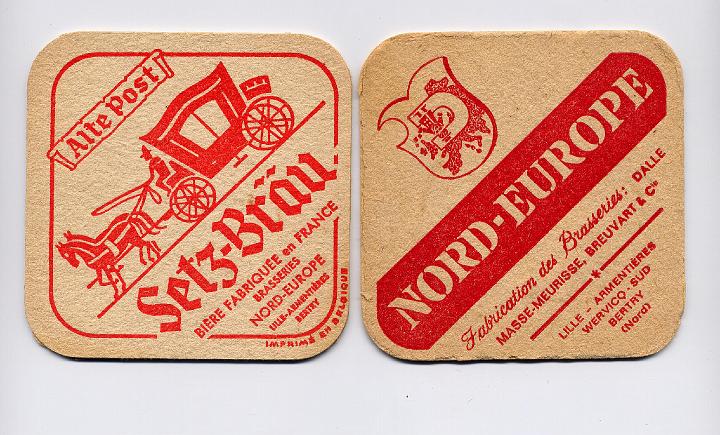 Alte Post
Setz-Bräu
BIÈRE FABRIQUÉE en FRANCE
BRASSERIES
NORD-EUROPE
LILLE-ARMENTIÈRES
BERTRY
IMPRIMÉ EN BELGIQUE
NORD-EUROPE
Fabrication des Brasseries: DALLE
MASSE-MEURISSE, BREUVART & Cie
LILLE - ARMENTIÈRES
WERVICQ-SUD
BERTRY
(Nord)